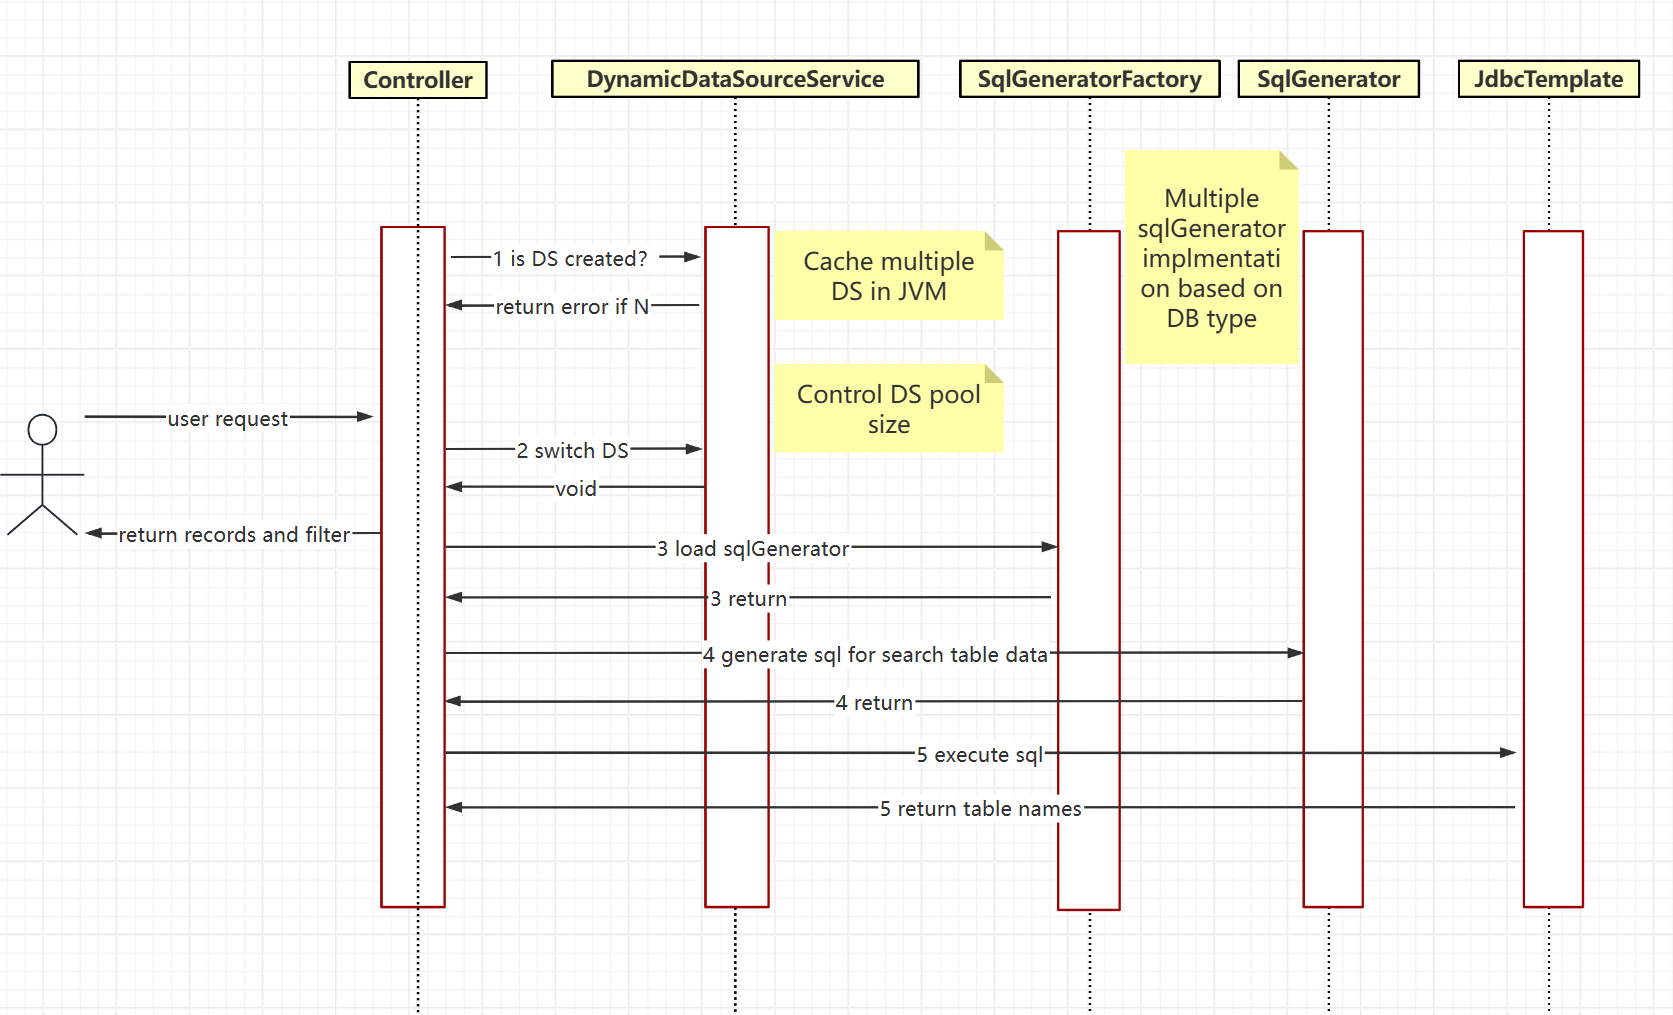 Controller
DynamicDataSourceService
SqlGeneratorFactory
SqlGenerator
JdbcTemplate
Multiple
sqlGenerator
implmentati
on based on
DB type
1 is DS created?
Cache multiple
DS in JVM
return error if N
Control DS pool
size
user request
2 switch DS
void
return records and filter
3 load sqlGenerator
3 return
4 generate sql for search table data
4 return
5 execute sql
5 return table names